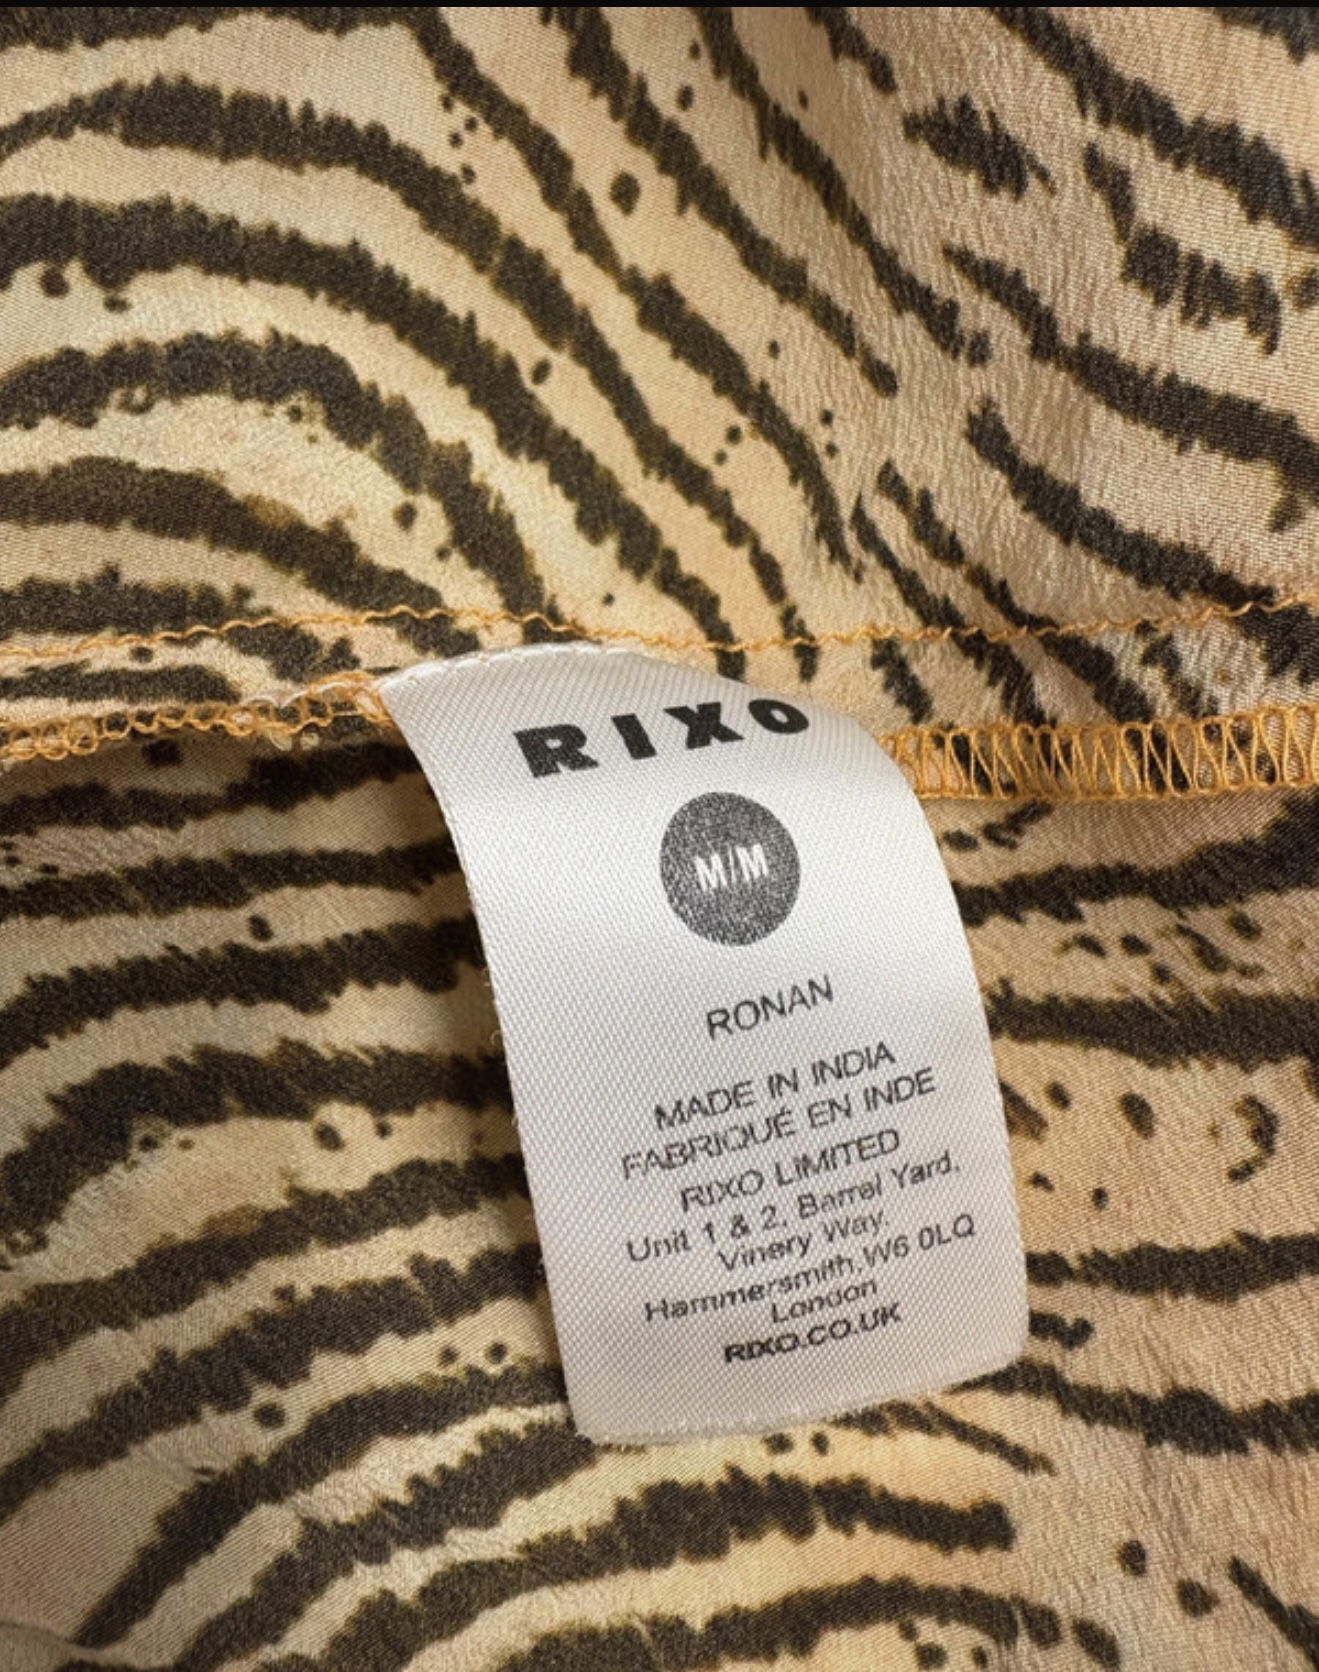 RIXO
M/M
RONAN
MADE IN INDIA
FABRIQUÉ EN INDE
RIXO LIMITED
Unit 1 & 2, Barrel Yard,
Vinery Way,
Hammersmith, W6 0LQ
London
RIXO.CO.UK